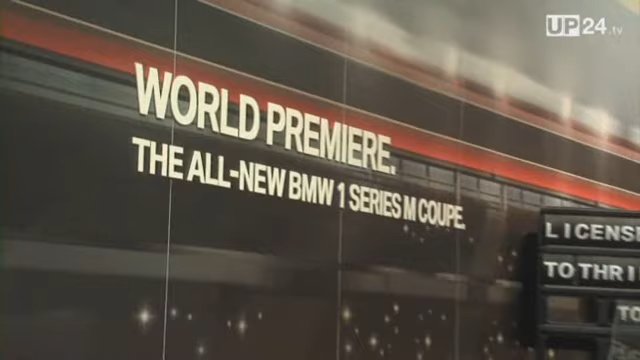 UP24.tv
WORLD PREMIERE.
THE ALL-NEW BMW 1 SERIES M COUPE.
LICENS
TO THRI
TO